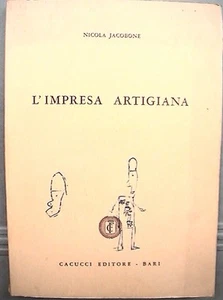 NICOLA JACOBONE
L'IMPRESA ARTIGIANA
CACUCCI EDITORE - BARI